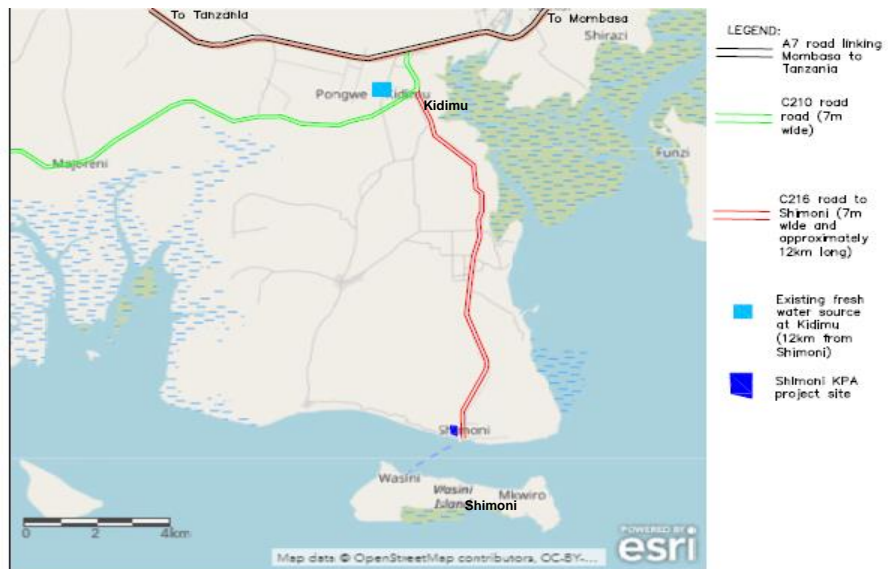 To Tanzania
To Mombasa
Shirazi
Pongwe Kidimu
Kidimu
Majoreni
Funzi
Shimoni
Wasini
Wasini
Island
Shimoni
Mkwiro
0 2 4km
Map data © OpenStreetMap contributors, CC-BY-...
POWERED BY
esri
LEGEND:
A7 road linking
Mombasa to
Tanzania
C210 road
road (7m
wide)
C216 road to
Shimoni (7m
wide and
approximately
12km long)
Existing fresh
water source
at Kidimu
(12km from
Shimoni)
Shimoni KPA
project site